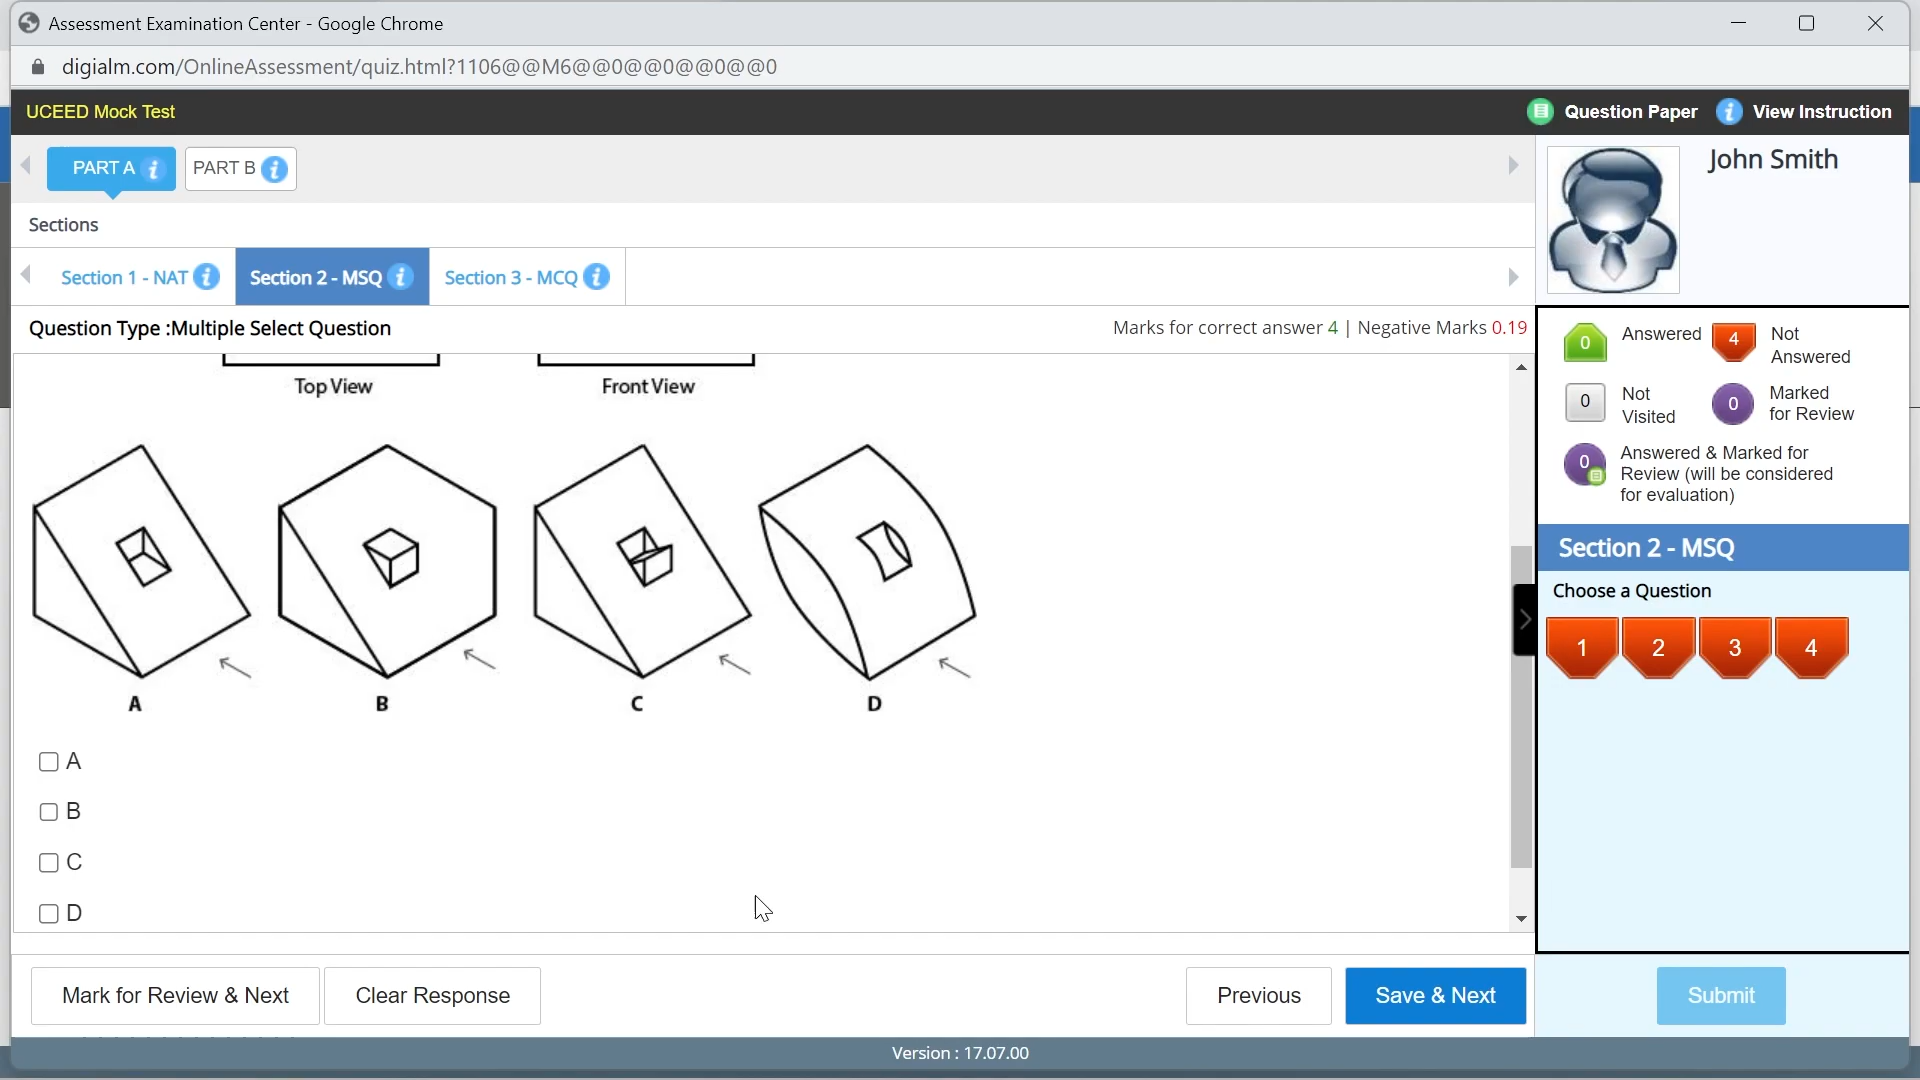 Assessment Examination Center - Google Chrome
digialm.com/OnlineAssessment/quiz.html?1106@@M6@@0@@0@@0@@0
UCEED Mock Test
Question Paper
i View Instruction
PART A i
PART B i
John Smith
Sections
Section 1 - NAT i
Section 2 - MSQ i
Section 3 - MCQ i
Question Type :Multiple Select Question
Marks for correct answer 4 | Negative Marks 0.19
0 Answered
4 Not Answered
0 Not Visited
0 Marked for Review
0 Answered & Marked for
Review (will be considered
for evaluation)
Top View
Front View
A
B
C
D
A
B
C
D
Section 2 - MSQ
Choose a Question
1 2 3 4
Mark for Review & Next
Clear Response
Previous
Save & Next
Submit
Version : 17.07.00